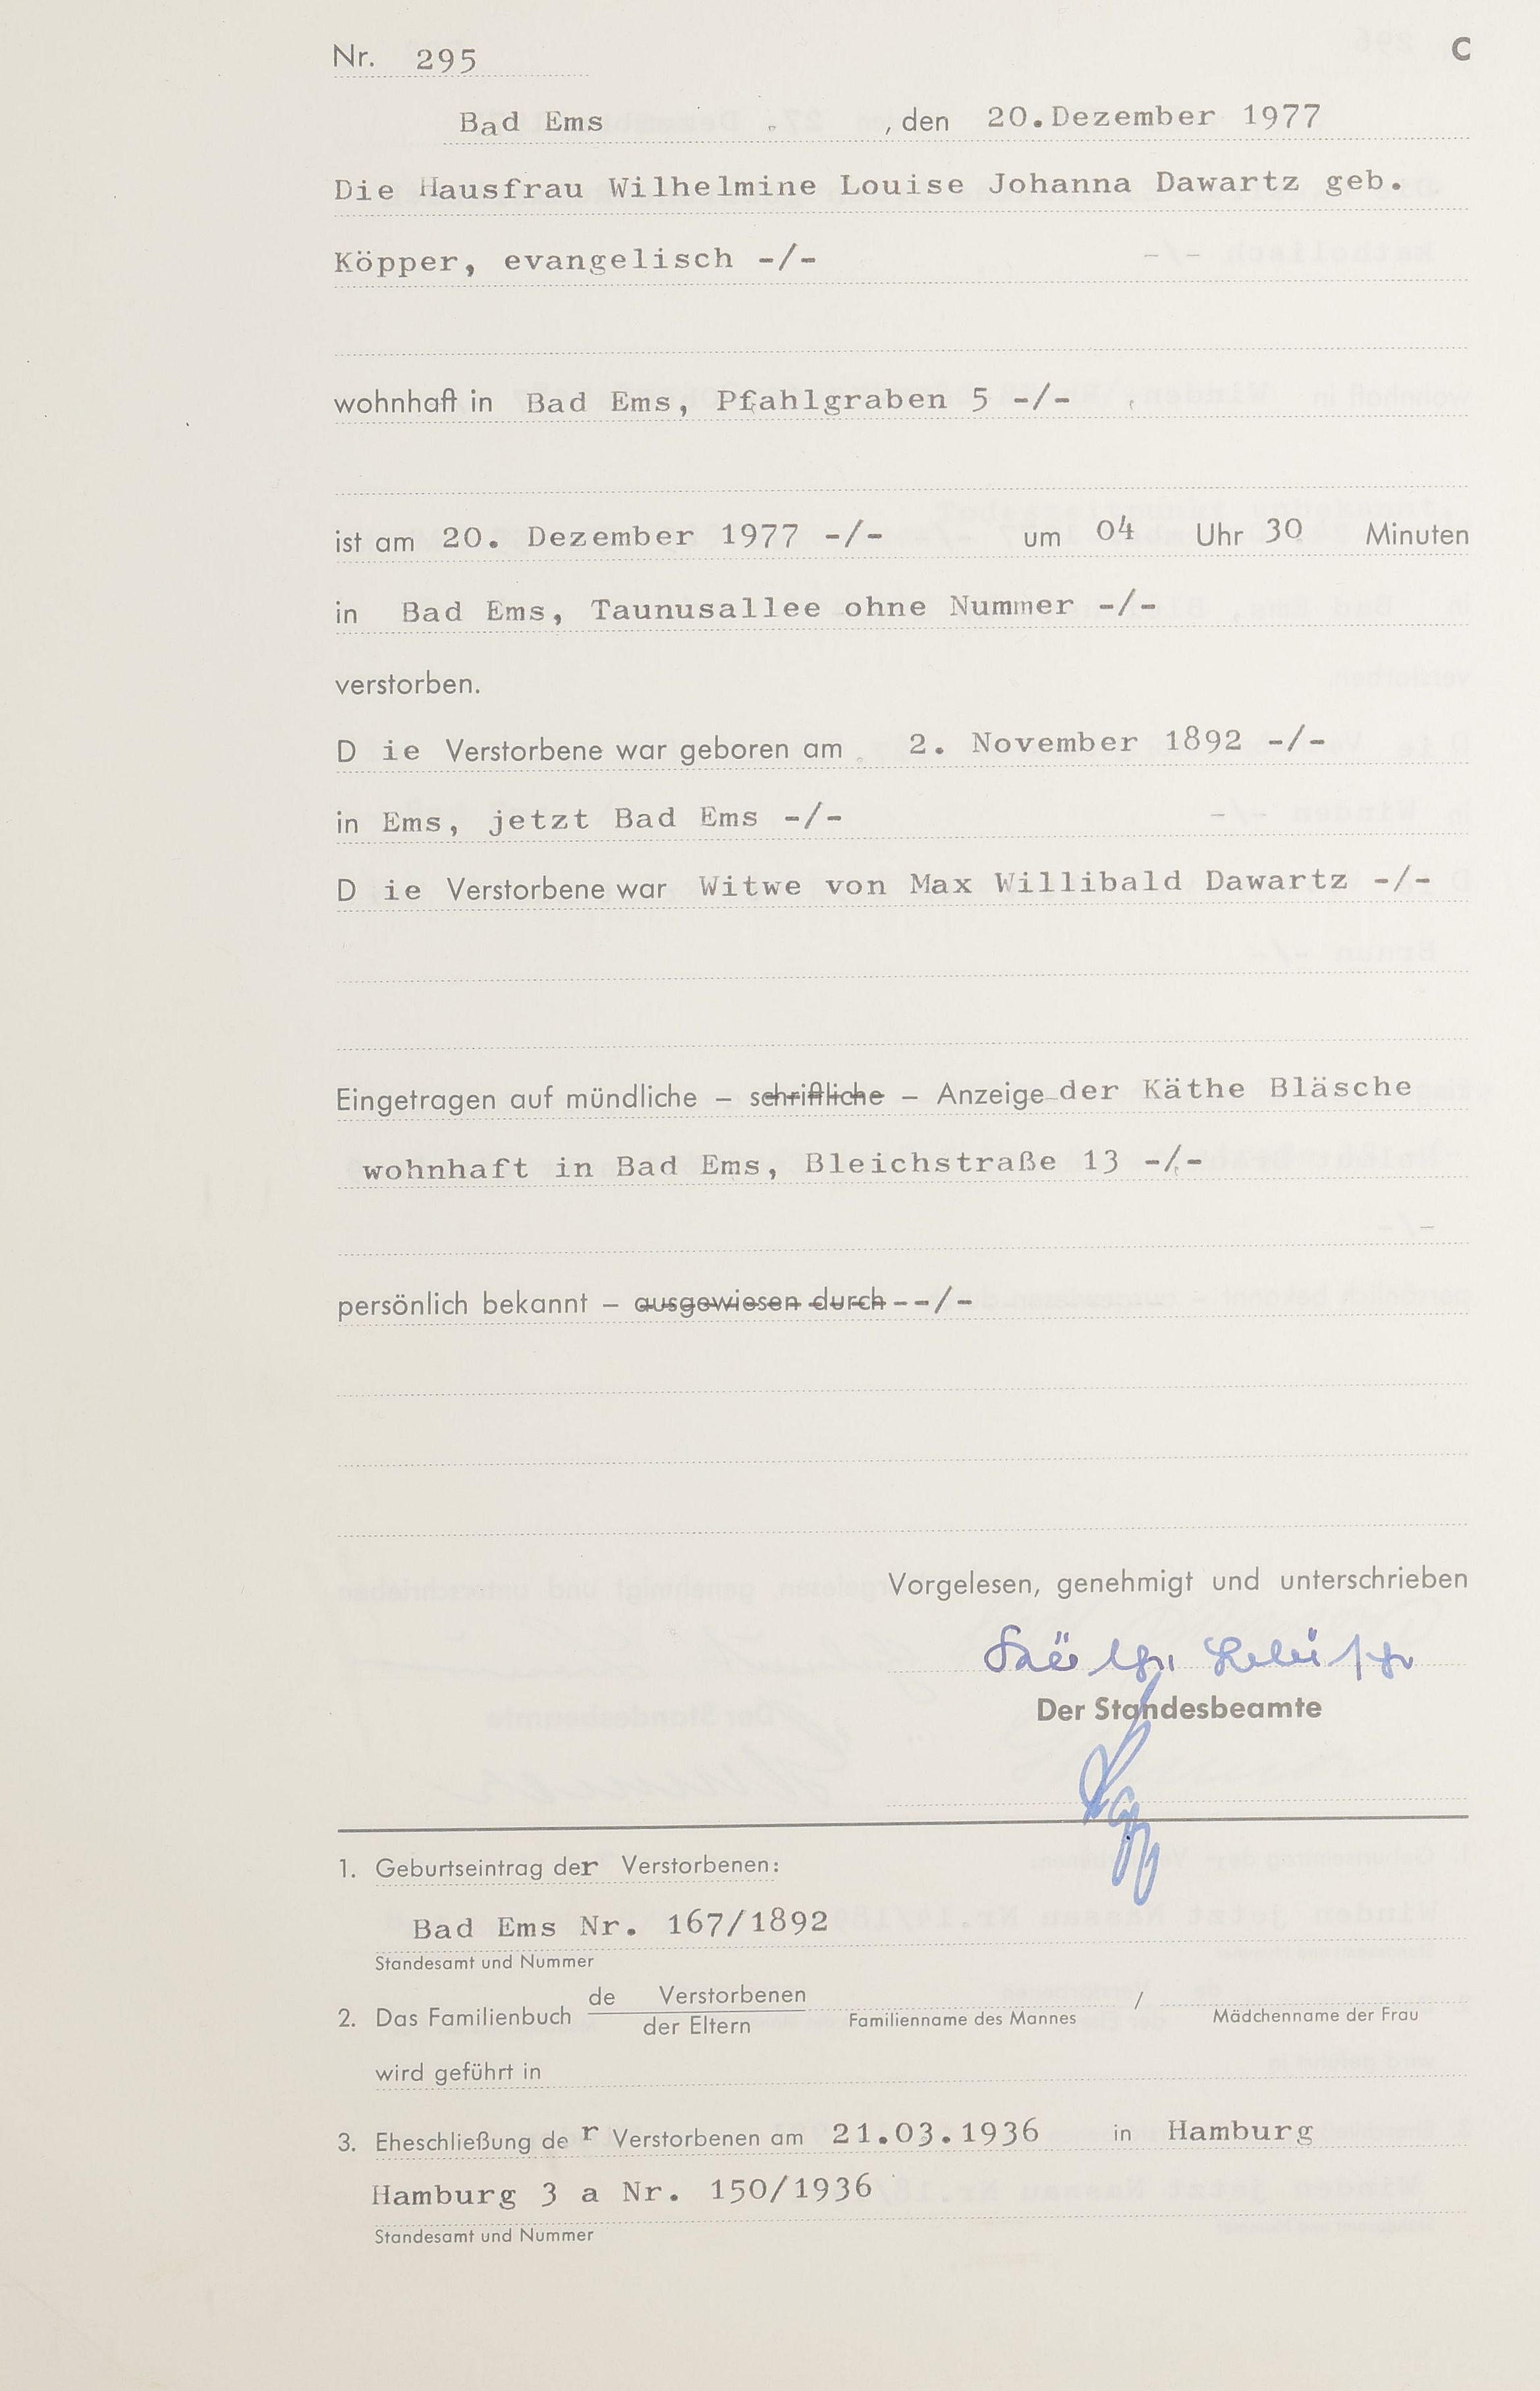 Nr. 295
C
Bad Ems , den 20.Dezember 1977
Die Hausfrau Wilhelmine Louise Johanna Dawartz geb.
Köpper, evangelisch -/-
wohnhaft in Bad Ems, Pfahlgraben 5 -/-
ist am 20. Dezember 1977 -/- um 04 Uhr 30 Minuten
in Bad Ems, Taunusallee ohne Nummer -/-
verstorben.
D ie Verstorbene war geboren am 2. November 1892 -/-
in Ems, jetzt Bad Ems -/-
D ie Verstorbene war Witwe von Max Willibald Dawartz -/-
Eingetragen auf mündliche – schriftliche – Anzeige der Käthe Bläsche
wohnhaft in Bad Ems, Bleichstraße 13 -/-
persönlich bekannt – ausgewiesen durch --/-
Vorgelesen, genehmigt und unterschrieben
Der Standesbeamte
1. Geburtseintrag der Verstorbenen:
Bad Ems Nr. 167/1892
Standesamt und Nummer
2. Das Familienbuch de Verstorbenen
der Eltern
Familienname des Mannes / Mädchenname der Frau
wird geführt in
3. Eheschließung de r Verstorbenen am 21.03.1936 in Hamburg
Hamburg 3 a Nr. 150/1936
Standesamt und Nummer